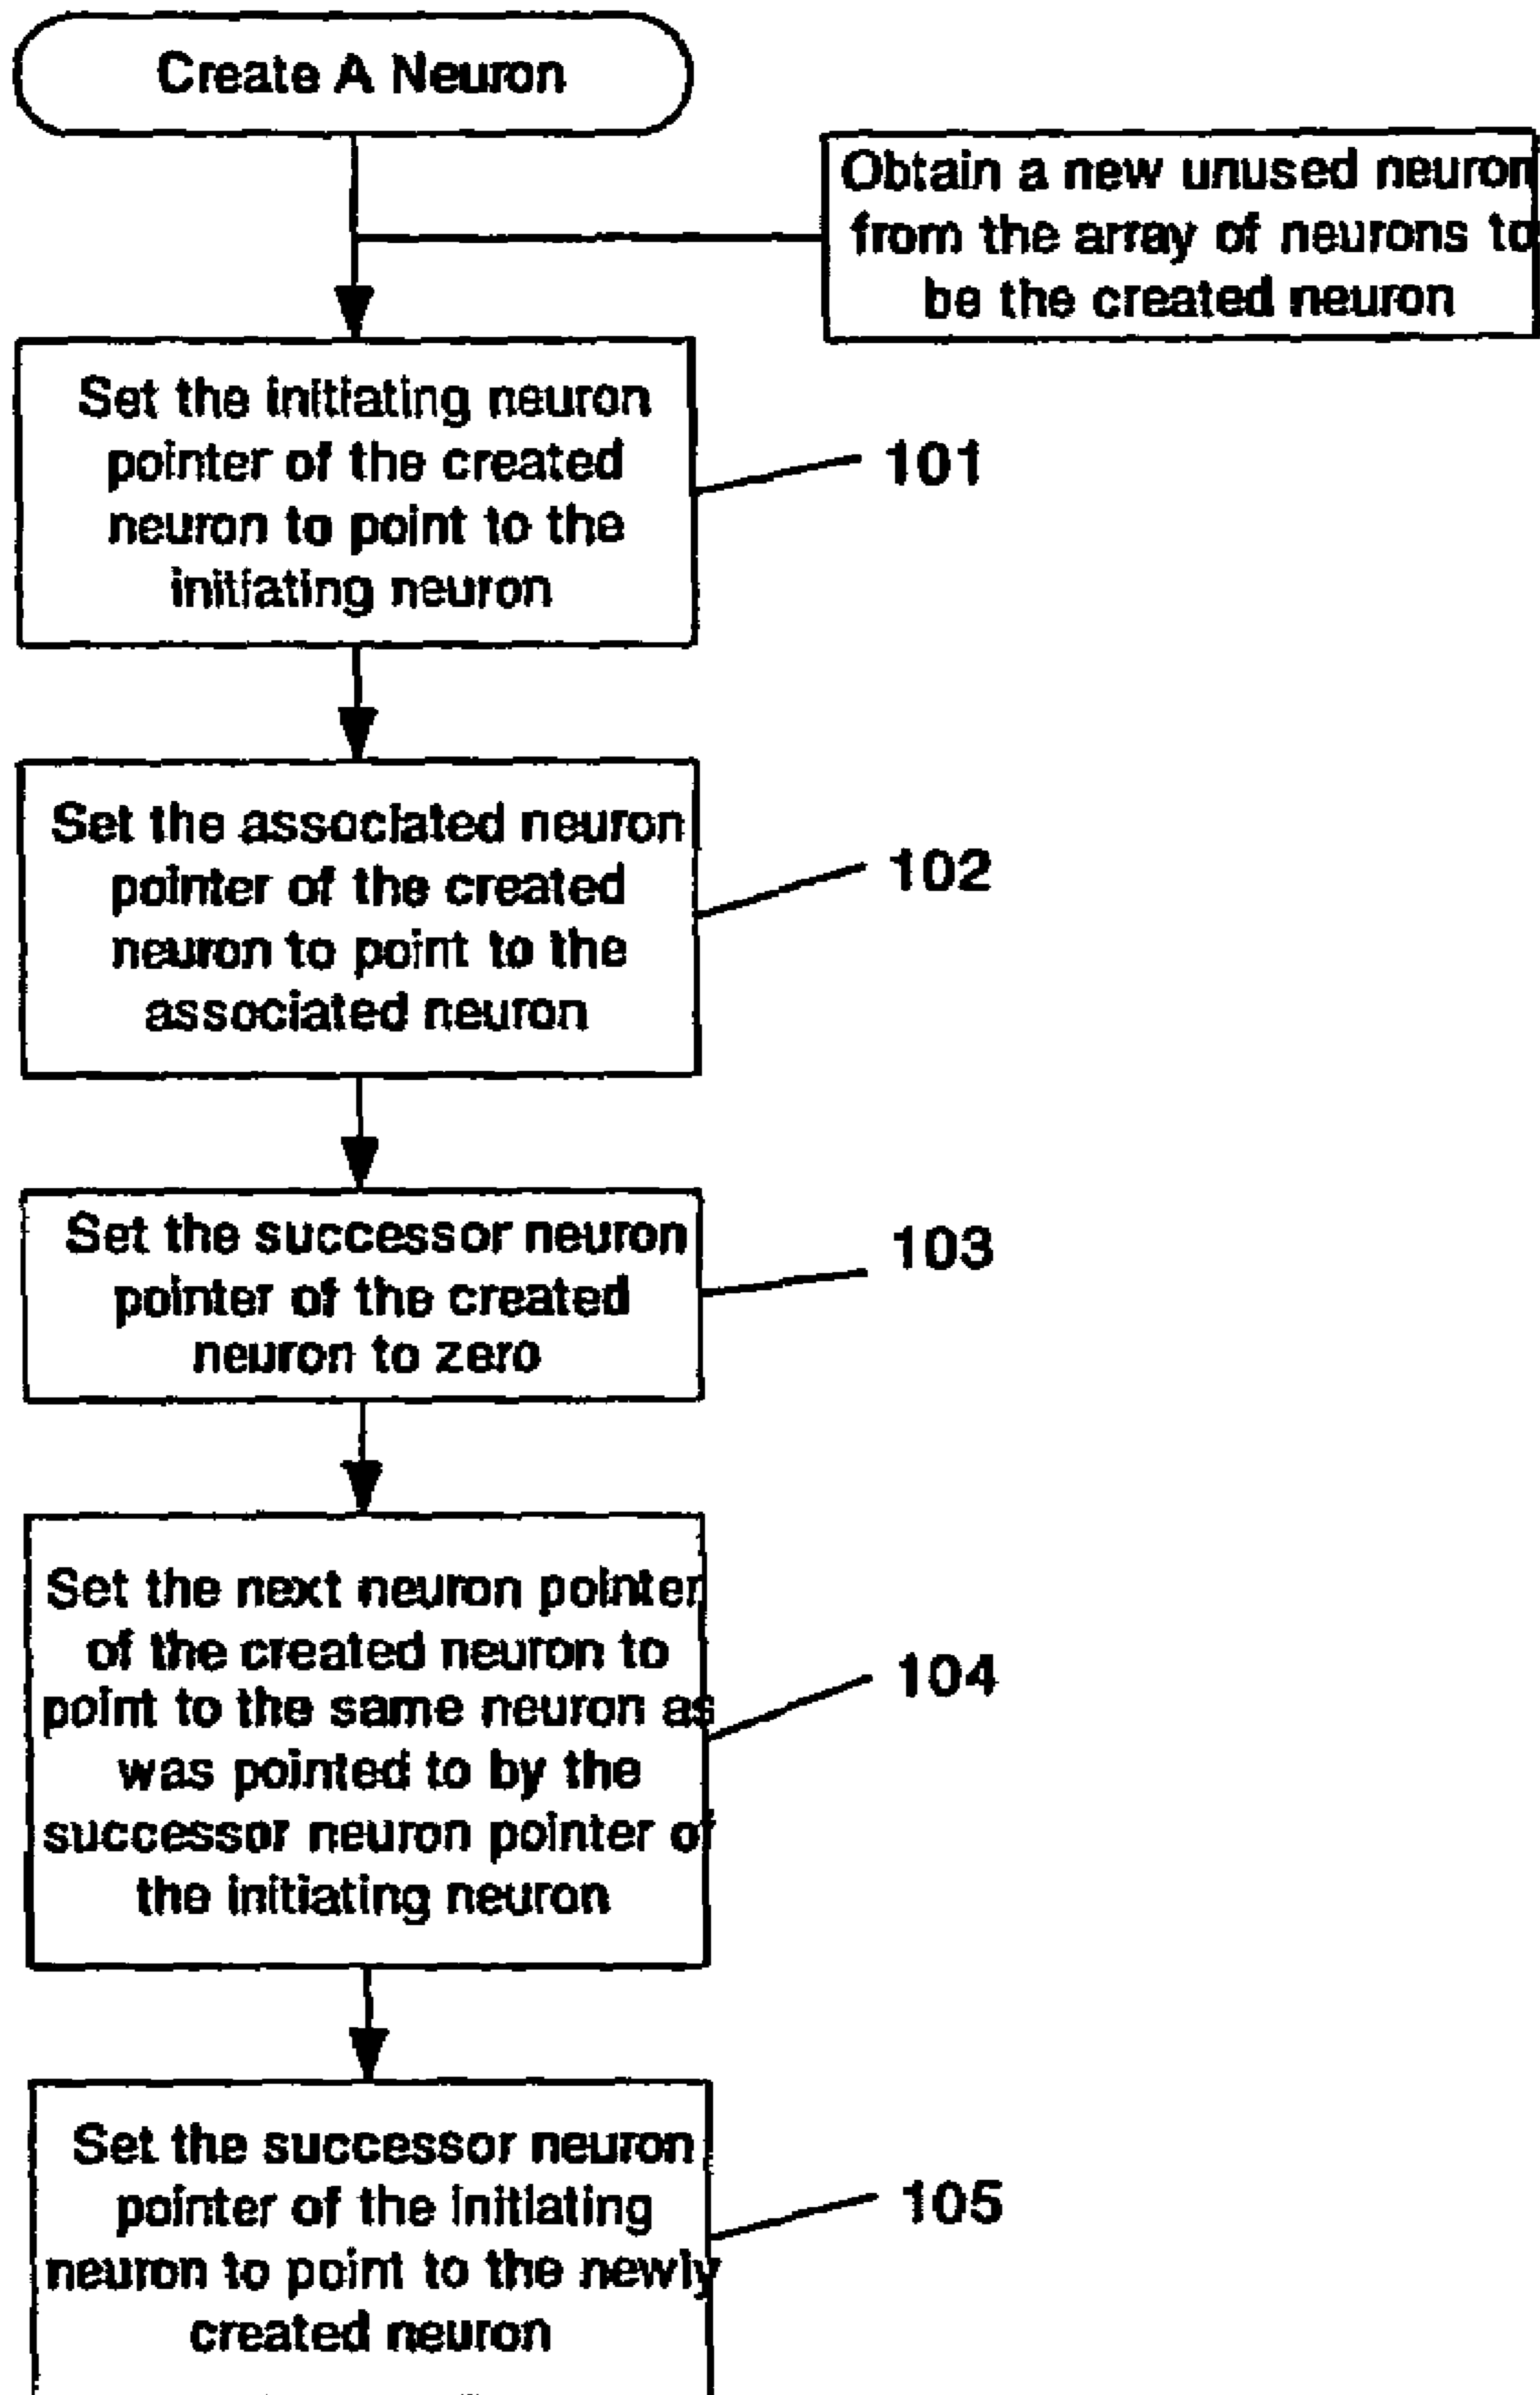 Create A Neuron
Obtain a new unused neuron
from the array of neurons to
be the created neuron
Set the initiating neuron
pointer of the created
neuron to point to the
initiating neuron
101
Set the associated neuron
pointer of the created
neuron to point to the
associated neuron
102
Set the successor neuron
pointer of the created
neuron to zero
103
Set the next neuron pointer
of the created neuron to
point to the same neuron as
was pointed to by the
successor neuron pointer of
the initiating neuron
104
Set the successor neuron
pointer of the initiating
neuron to point to the newly
created neuron
105